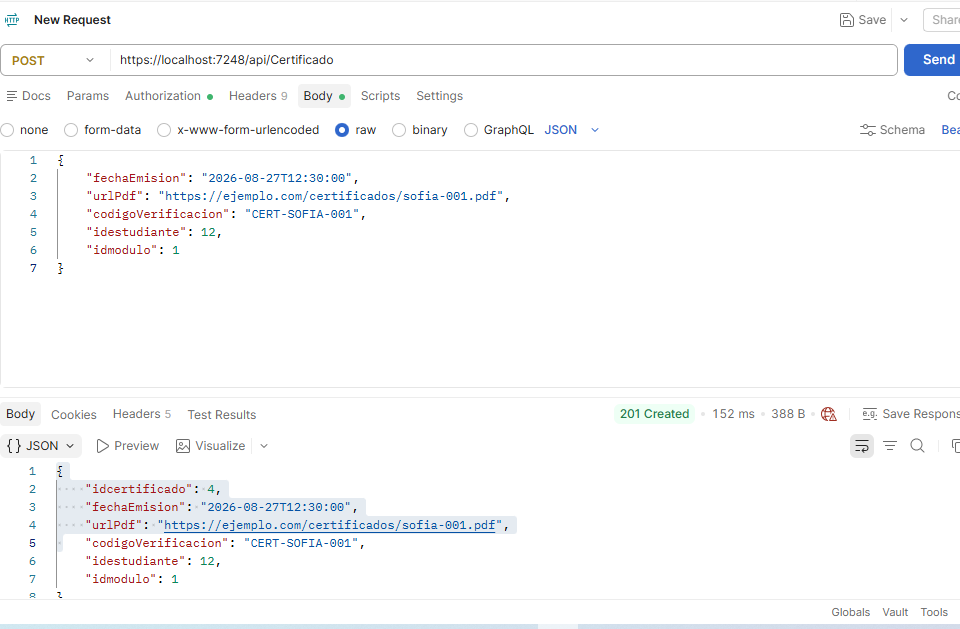 HTTP New Request Save
POST https://localhost:7248/api/Certificado Send
Docs Params Authorization Headers 9 Body Scripts Settings
none form-data x-www-form-urlencoded raw binary GraphQL JSON Schema
1 {
2 "fechaEmision": "2026-08-27T12:30:00",
3 "urlPdf": "https://ejemplo.com/certificados/sofia-001.pdf",
4 "codigoVerificacion": "CERT-SOFIA-001",
5 "idestudiante": 12,
6 "idmodulo": 1
7 }
Body Cookies Headers 5 Test Results 201 Created • 152 ms • 388 B e.g. Save Respons
{} JSON Preview Visualize
1 {
2 "idcertificado": 4,
3 "fechaEmision": "2026-08-27T12:30:00",
4 "urlPdf": "https://ejemplo.com/certificados/sofia-001.pdf",
5 "codigoVerificacion": "CERT-SOFIA-001",
6 "idestudiante": 12,
7 "idmodulo": 1
8 }
Globals Vault Tools